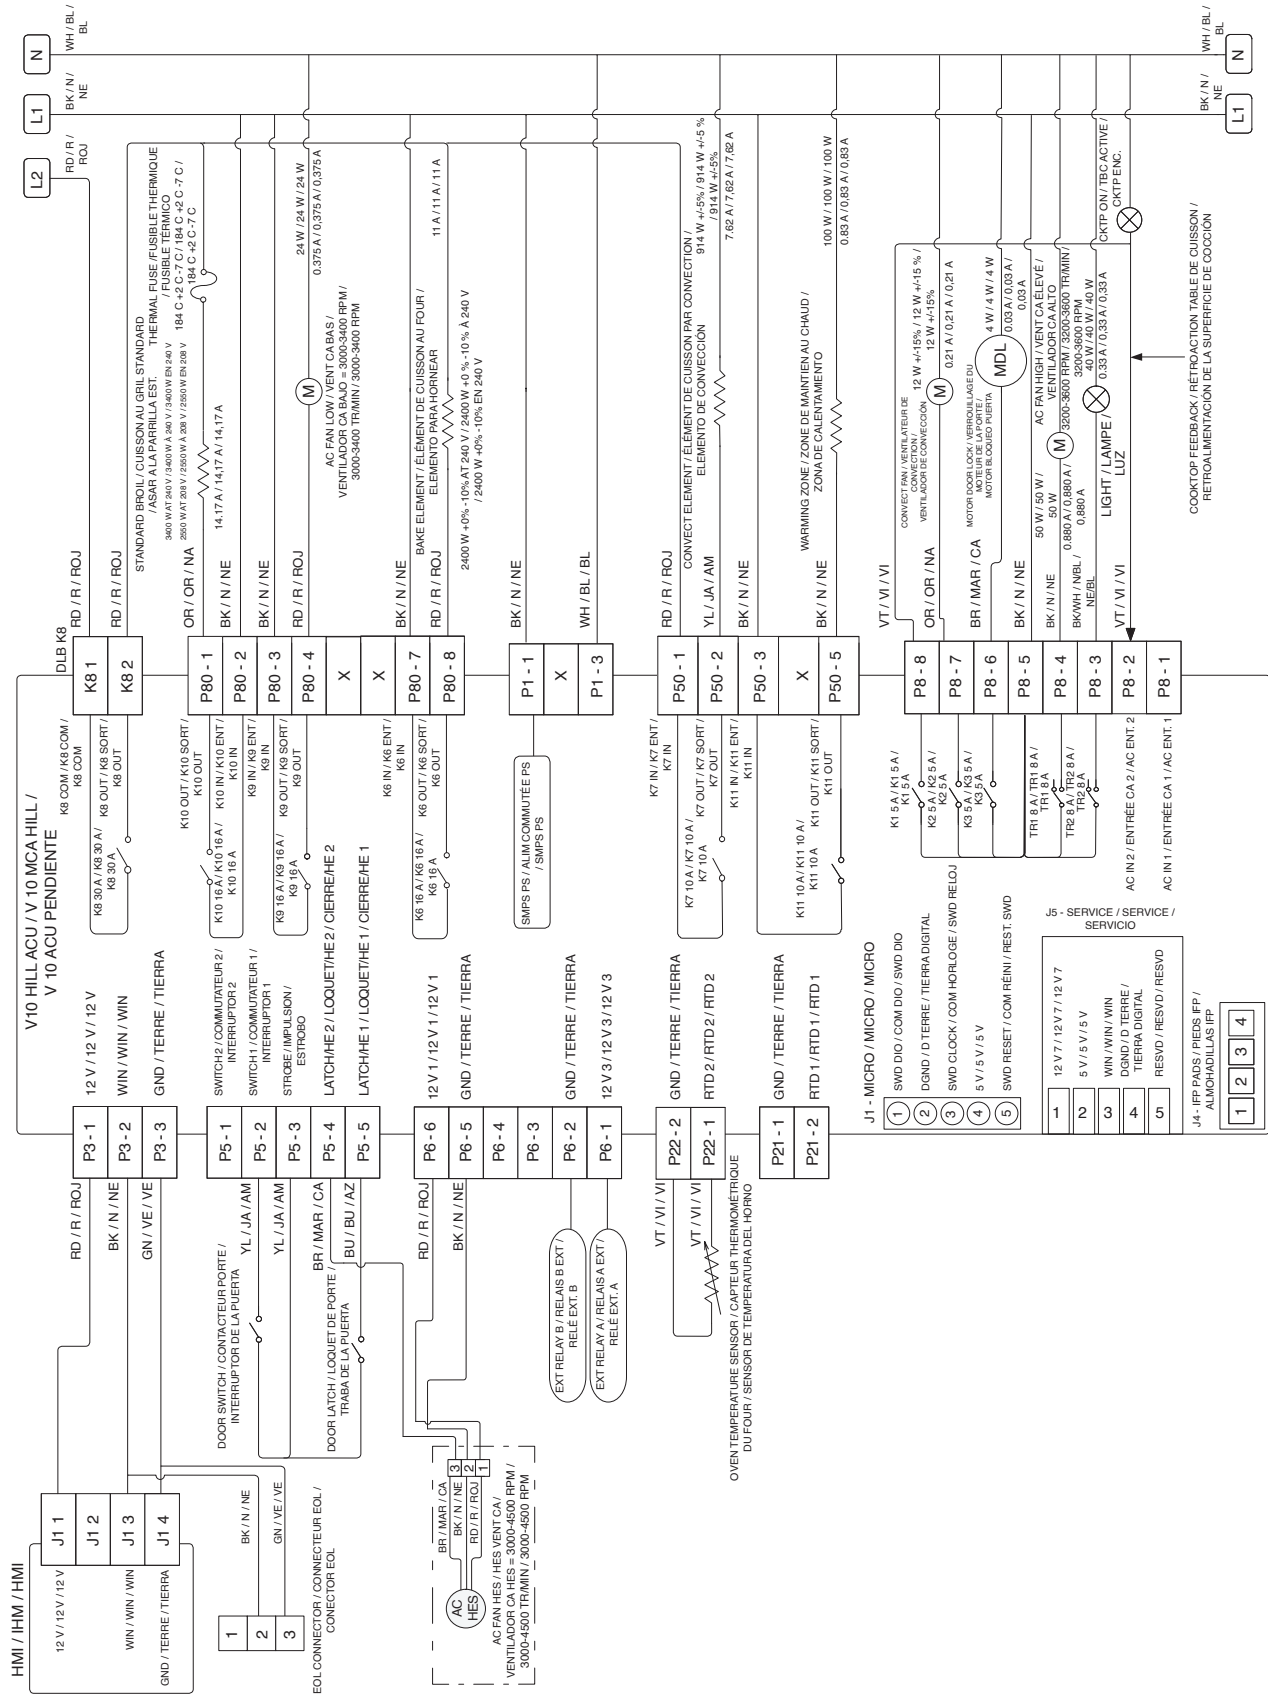 HMI / IHM / HMI
12 V / 12 V / 12 V
WIN / WIN / WIN
GND / TERRE / TIERRA
J1 1
J1 2
J1 3
J1 4
1
2
3
BK / N / NE
GN / VE / VE
EOL CONNECTOR / CONNECTEUR EOL /
CONECTOR EOL
AC
HES
BR / MAR / CA
BK / N / NE
RD / R / ROJ
3
2
1
AC FAN HES / HES VENT CA /
VENTILADOR CA HES = 3000-4500 RPM /
3000-4500 TR/MIN / 3000-4500 RPM
RD / R / ROJ
BK / N / NE
GN / VE / VE
DOOR SWITCH / CONTACTEUR PORTE /
INTERRUPTOR DE LA PUERTA
YL / JA / AM
YL / JA / AM
BR / MAR / CA
DOOR LATCH / LOQUET DE PORTE /
TRABA DE LA PUERTA
BU / BU / AZ
RD / R / ROJ
BK / N / NE
EXT RELAY B / RELAIS B EXT /
RELÉ EXT. B
EXT RELAY A / RELAIS A EXT /
RELÉ EXT. A
VT / VI / VI
VT / VI / VI
OVEN TEMPERATURE SENSOR / CAPTEUR THERMOMÉTRIQUE
DU FOUR / SENSOR DE TEMPERATURA DEL HORNO
V10 HILL ACU / V 10 MCA HILL /
V 10 ACU PENDIENTE
P3 - 1
P3 - 2
P3 - 3
12 V / 12 V / 12 V
WIN / WIN / WIN
GND / TERRE / TIERRA
P5 - 1
P5 - 2
P5 - 3
P5 - 4
P5 - 5
SWITCH 2 / COMMUTATEUR 2 /
INTERRUPTOR 2
SWITCH 1 / COMMUTATEUR 1 /
INTERRUPTOR 1
STROBE / IMPULSION /
ESTROBO
LATCH/HE 2 / LOQUET/HE 2 / CIERRE/HE 2
LATCH/HE 1 / LOQUET/HE 1 / CIERRE/HE 1
P6 - 6
P6 - 5
P6 - 4
P6 - 3
P6 - 2
P6 - 1
12 V 1 / 12 V 1 / 12 V 1
GND / TERRE / TIERRA
GND / TERRE / TIERRA
12 V 3 / 12 V 3 / 12 V 3
P22 - 2
P22 - 1
GND / TERRE / TIERRA
RTD 2 / RTD 2 / RTD 2
P21 - 1
P21 - 2
GND / TERRE / TIERRA
RTD 1 / RTD 1 / RTD 1
J1 - MICRO / MICRO / MICRO
1
SWD DIO / COM DIO / SWD DIO
2
DGND / D TERRE / TIERRA DIGITAL
3
SWD CLOCK / COM HORLOGE / SWD RELOJ
4
5 V / 5 V / 5 V
5
SWD RESET / COM RÉINI / REST. SWD
J5 - SERVICE / SERVICE /
SERVICIO
1
12 V 7 / 12 V 7 / 12 V 7
2
5 V / 5 V / 5 V
3
WIN / WIN / WIN
4
DGND / D TERRE /
TIERRA DIGITAL
5
RESVD / RESVD / RESVD
J4 - IFP PADS / PIEDS IFP /
ALMOHADILLAS IFP
1 2 3 4
K8 COM / K8 COM /
K8 COM
K8 OUT / K8 SORT /
K8 OUT
K8 30 A / K8 30 A /
K8 30 A
K10 OUT / K10 SORT /
K10 OUT
K10 IN / K10 ENT /
K10 IN
K10 16 A / K10 16 A /
K10 16 A
K9 IN / K9 ENT /
K9 IN
K9 OUT / K9 SORT /
K9 OUT
K9 16 A / K9 16 A /
K9 16 A
K6 IN / K6 ENT /
K6 IN
K6 OUT / K6 SORT /
K6 OUT
K6 16 A / K6 16 A /
K6 16 A
SMPS PS / ALIM COMMUTÉE PS
/ SMPS PS
K7 IN / K7 ENT /
K7 IN
K7 OUT / K7 SORT /
K7 OUT
K7 10 A / K7 10 A /
K7 10 A
K11 IN / K11 ENT /
K11 IN
K11 OUT / K11 SORT /
K11 OUT
K11 10 A / K11 10 A /
K11 10 A
K1 5 A / K1 5 A /
K1 5 A
K2 5 A / K2 5 A /
K2 5 A
K3 5 A / K3 5 A /
K3 5 A
TR1 8 A / TR1 8 A /
TR1 8 A
TR2 8 A / TR2 8 A /
TR2 8 A
AC IN 2 / ENTRÉE CA 2 / AC ENT. 2
AC IN 1 / ENTRÉE CA 1 / AC ENT. 1
DLB K8
K8 1
K8 2
P80 - 1
P80 - 2
P80 - 3
P80 - 4
X
X
P80 - 7
P80 - 8
P1 - 1
X
P1 - 3
P50 - 1
P50 - 2
P50 - 3
X
P50 - 5
P8 - 8
P8 - 7
P8 - 6
P8 - 5
P8 - 4
P8 - 3
P8 - 2
P8 - 1
RD / R / ROJ
RD / R / ROJ
STANDARD BROIL / CUISSON AU GRIL STANDARD
/ ASAR A LA PARRILLA EST.
3400 W AT 240 V / 3400 W À 240 V / 3400 W EN 240 V
2550 W AT 208 V / 2550 W À 208 V / 2550 W EN 208 V
THERMAL FUSE /FUSIBLE THERMIQUE
/ FUSIBLE TÉRMICO
184 C +2 C -7 C / 184 C +2 C -7 C /
184 C +2 C -7 C
OR / OR / NA
14,17 A / 14,17 A / 14,17 A
BK / N / NE
BK / N / NE
RD / R / ROJ
24 W / 24 W / 24 W
0.375 A / 0,375 A / 0,375 A
M
AC FAN LOW / VENT CA BAS /
VENTILADOR CA BAJO = 3000-3400 RPM /
3000-3400 TR/MIN / 3000-3400 RPM
BK / N / NE
BAKE ELEMENT / ÉLÉMENT DE CUISSON AU FOUR /
ELEMENTO PARA HORNEAR
RD / R / ROJ
11 A / 11 A / 11 A
2400 W +0% -10% AT 240 V / 2400 W +0 % -10 % À 240 V
/ 2400 W +0% -10% EN 240 V
BK / N / NE
WH / BL / BL
RD / R / ROJ
CONVECT ELEMENT / ÉLÉMENT DE CUISSON PAR CONVECTION /
ELEMENTO DE CONVECCIÓN
914 W +/-5% / 914 W +/-5 %
/ 914 W +/-5%
YL / JA / AM
7.62 A / 7,62 A / 7,62 A
BK / N / NE
WARMING ZONE / ZONE DE MAINTIEN AU CHAUD /
ZONA DE CALENTAMIENTO
100 W / 100 W / 100 W
0.83 A / 0,83 A / 0,83 A
BK / N / NE
VT / VI / VI
CONVECT FAN / VENTILATEUR DE
CONVECTION /
VENTILADOR DE CONVECCIÓN
12 W +/-15% / 12 W +/-15 % /
12 W +/-15%
OR / OR / NA
M
0.21 A / 0,21 A / 0,21 A
MOTOR DOOR LOCK / VERROUILLAGE DU
MOTEUR DE LA PORTE /
MOTOR BLOQUEO PUERTA
4 W / 4 W / 4 W
BR / MAR / CA
MDL
0.03 A / 0,03 A /
0,03 A
BK / N / NE
50 W / 50 W /
50 W
AC FAN HIGH / VENT CA ÉLEVÉ /
VENTILADOR CA ALTO
3200-3600 RPM / 3200-3600 TR/MIN /
3200-3600 RPM
BK / N / NE
M
0.880 A / 0,880 A /
0,880 A
BK/WH / N/BL /
NE/BL
40 W / 40 W / 40 W
0.33 A / 0,33 A / 0,33 A
LIGHT / LAMPE /
LUZ
VT / VI / VI
CKTP ON / TBC ACTIVE /
CKTP ENC.
COOKTOP FEEDBACK / RÉTROACTION TABLE DE CUISSON /
RETROALIMENTACIÓN DE LA SUPERFICIE DE COCCIÓN
L2
RD / R /
ROJ
L1
BK / N /
NE
N
WH / BL /
BL
L1
BK / N /
NE
N
WH / BL /
BL